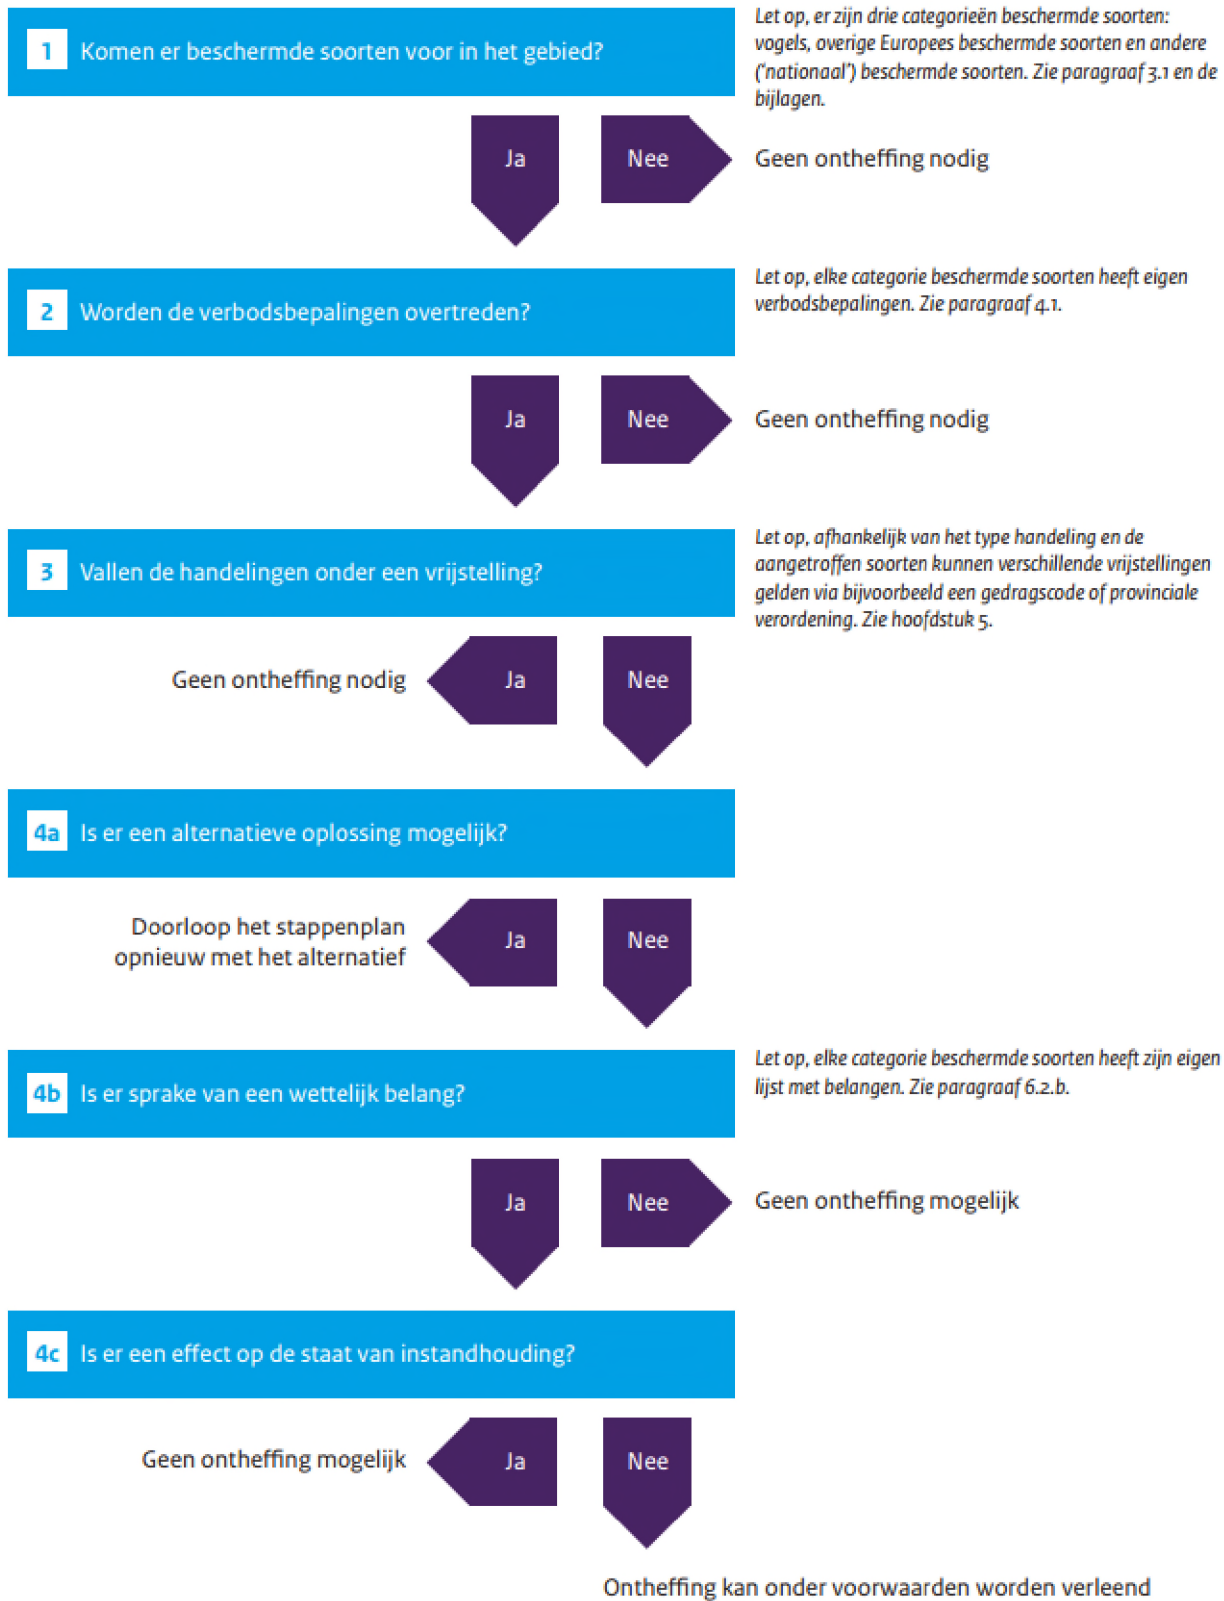 1 Komen er beschermde soorten voor in het gebied?
Let op, er zijn drie categorieën beschermde soorten:
vogels, overige Europees beschermde soorten en andere
(‘nationaal’) beschermde soorten. Zie paragraaf 3.1 en de
bijlagen.
Ja
Nee
Geen ontheffing nodig
2 Worden de verbodsbepalingen overtreden?
Let op, elke categorie beschermde soorten heeft eigen
verbodsbepalingen. Zie paragraaf 4.1.
Ja
Nee
Geen ontheffing nodig
3 Vallen de handelingen onder een vrijstelling?
Let op, afhankelijk van het type handeling en de
aangetroffen soorten kunnen verschillende vrijstellingen
gelden via bijvoorbeeld een gedragscode of provinciale
verordening. Zie hoofdstuk 5.
Geen ontheffing nodig
Ja
Nee
4a Is er een alternatieve oplossing mogelijk?
Doorloop het stappenplan
opnieuw met het alternatief
Ja
Nee
4b Is er sprake van een wettelijk belang?
Let op, elke categorie beschermde soorten heeft zijn eigen
lijst met belangen. Zie paragraaf 6.2.b.
Ja
Nee
Geen ontheffing mogelijk
4c Is er een effect op de staat van instandhouding?
Geen ontheffing mogelijk
Ja
Nee
Ontheffing kan onder voorwaarden worden verleend